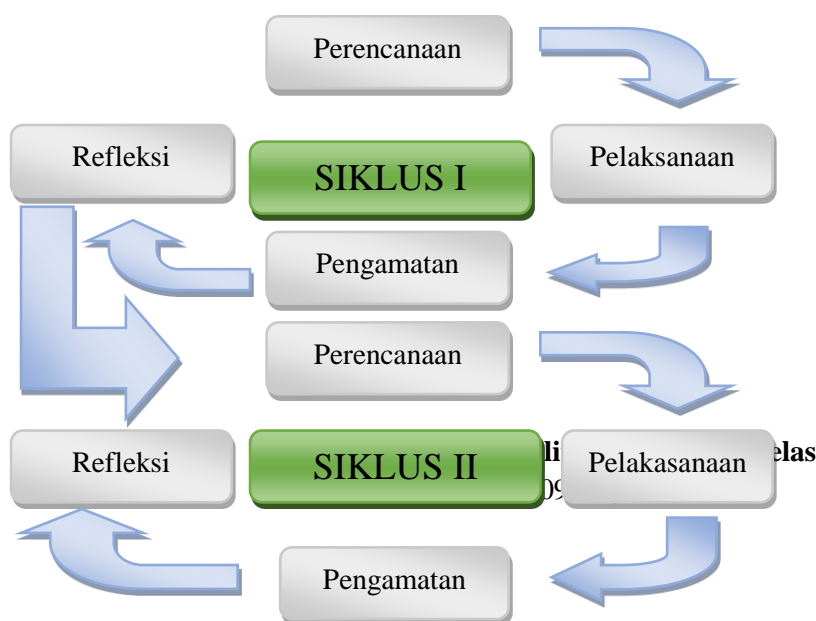 Perencanaan
Refleksi
SIKLUS I
Pelaksanaan
Pengamatan
Perencanaan
Refleksi
SIKLUS II
Pelakasanaan
Pengamatan